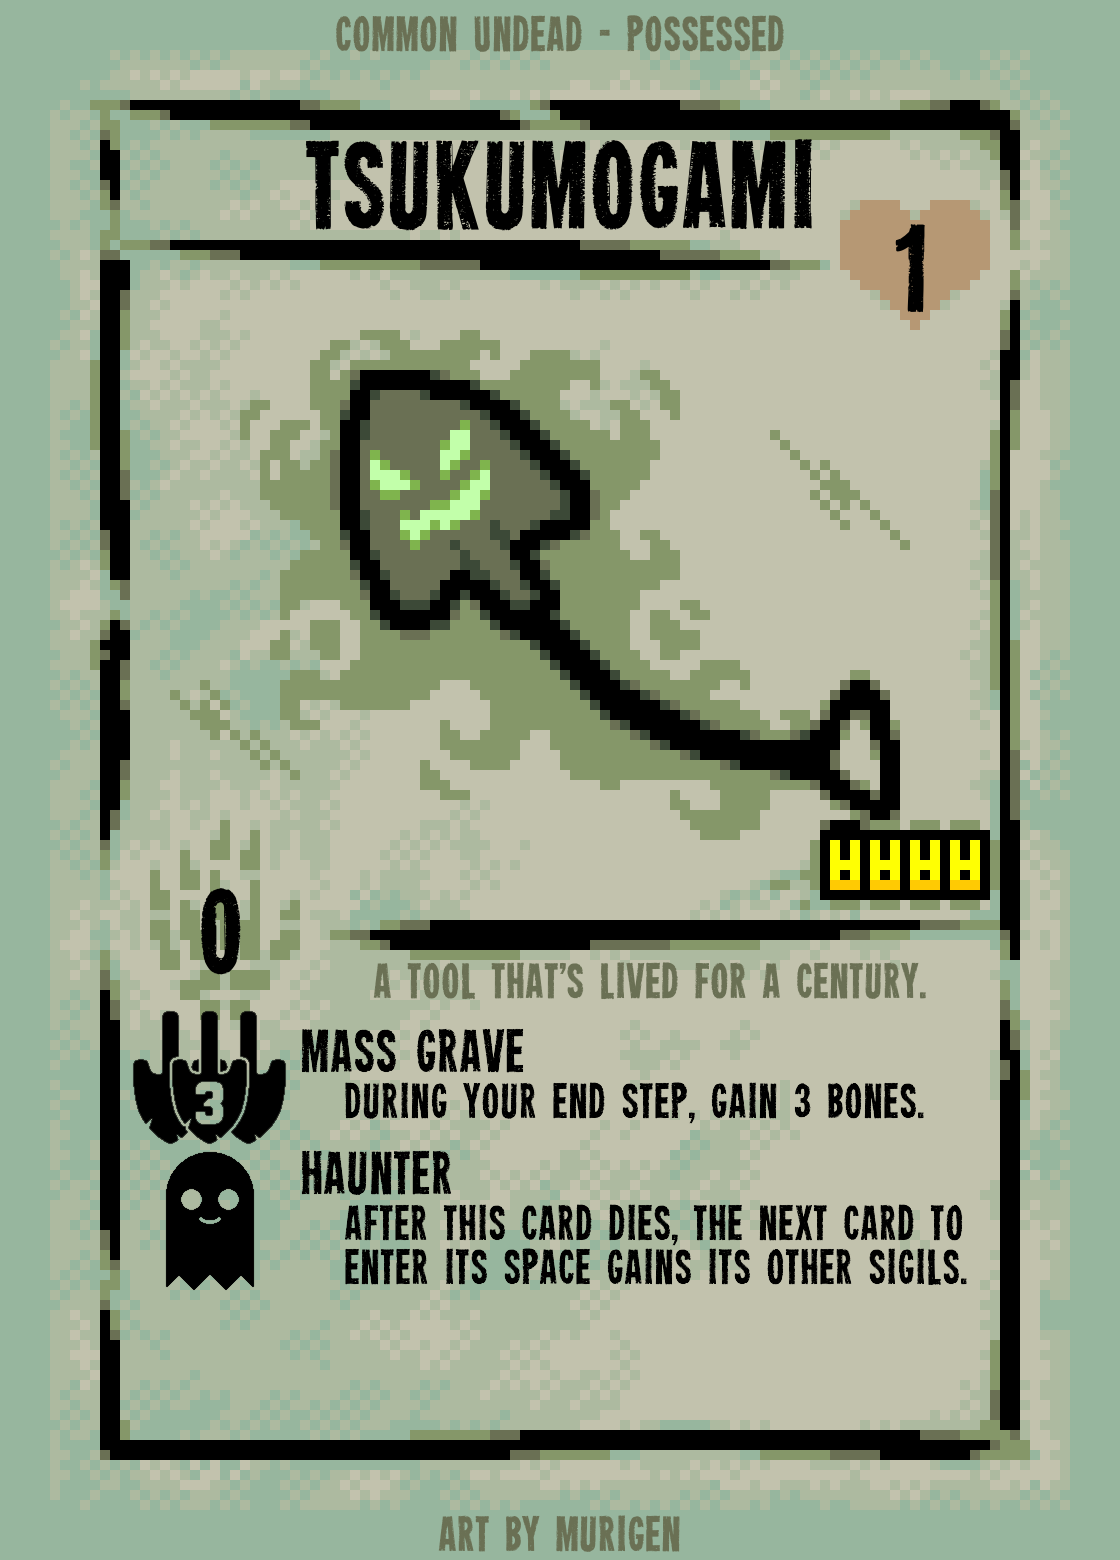 COMMON UNDEAD - POSSESSED
TSUKUMOGAMI
1
0
A TOOL THAT'S LIVED FOR A CENTURY.
MASS GRAVE
3
DURING YOUR END STEP, GAIN 3 BONES.
HAUNTER
AFTER THIS CARD DIES, THE NEXT CARD TO
ENTER ITS SPACE GAINS ITS OTHER SIGILS.
ART BY MURIGEN